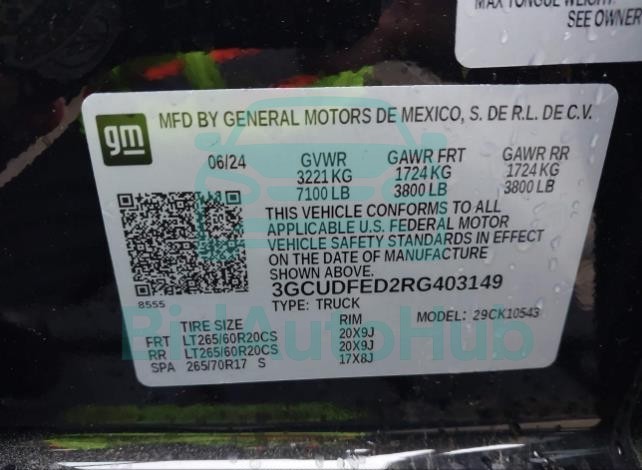 MAX TONGUE WEIGHT:
SEE OWNER
gm
MFD BY GENERAL MOTORS DE MEXICO, S. DE R.L. DE C.V.
06/24 GVWR GAWR FRT GAWR RR
3221 KG 1724 KG 1724 KG
7100 LB 3800 LB 3800 LB
THIS VEHICLE CONFORMS TO ALL
APPLICABLE U.S. FEDERAL MOTOR
VEHICLE SAFETY STANDARDS IN EFFECT
ON THE DATE OF MANUFACTURE
SHOWN ABOVE.
3GCUDFED2RG403149
8555
TYPE: TRUCK MODEL: 29CK10543
TIRE SIZE RIM
FRT LT265/60R20CS 20X9J
RR LT265/60R20CS 20X9J
SPA 265/70R17 S 17X8J
BidAutoHub